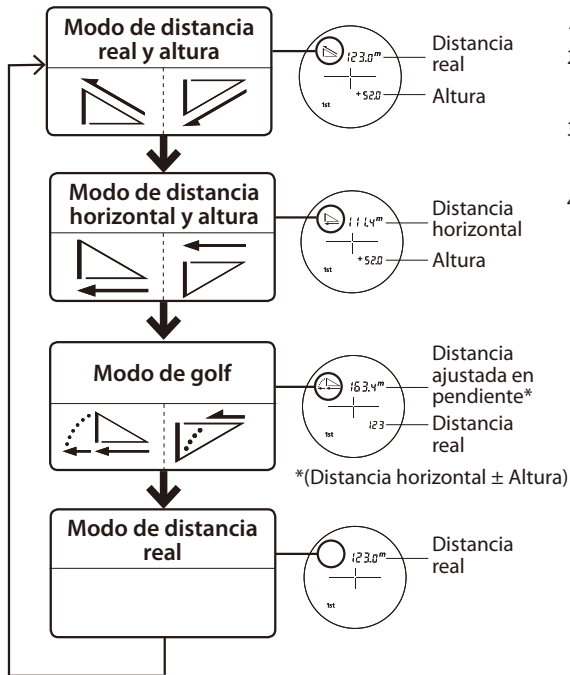 Modo de distancia
real y altura
123.0m
+52.0
1st
Distancia
real
Altura
Modo de distancia
horizontal y altura
111.4m
+52.0
1st
Distancia
horizontal
Altura
Modo de golf
163.4m
123
1st
Distancia
ajustada en
pendiente*
Distancia
real
*(Distancia horizontal ± Altura)
Modo de distancia
real
123.0m
1st
Distancia
real